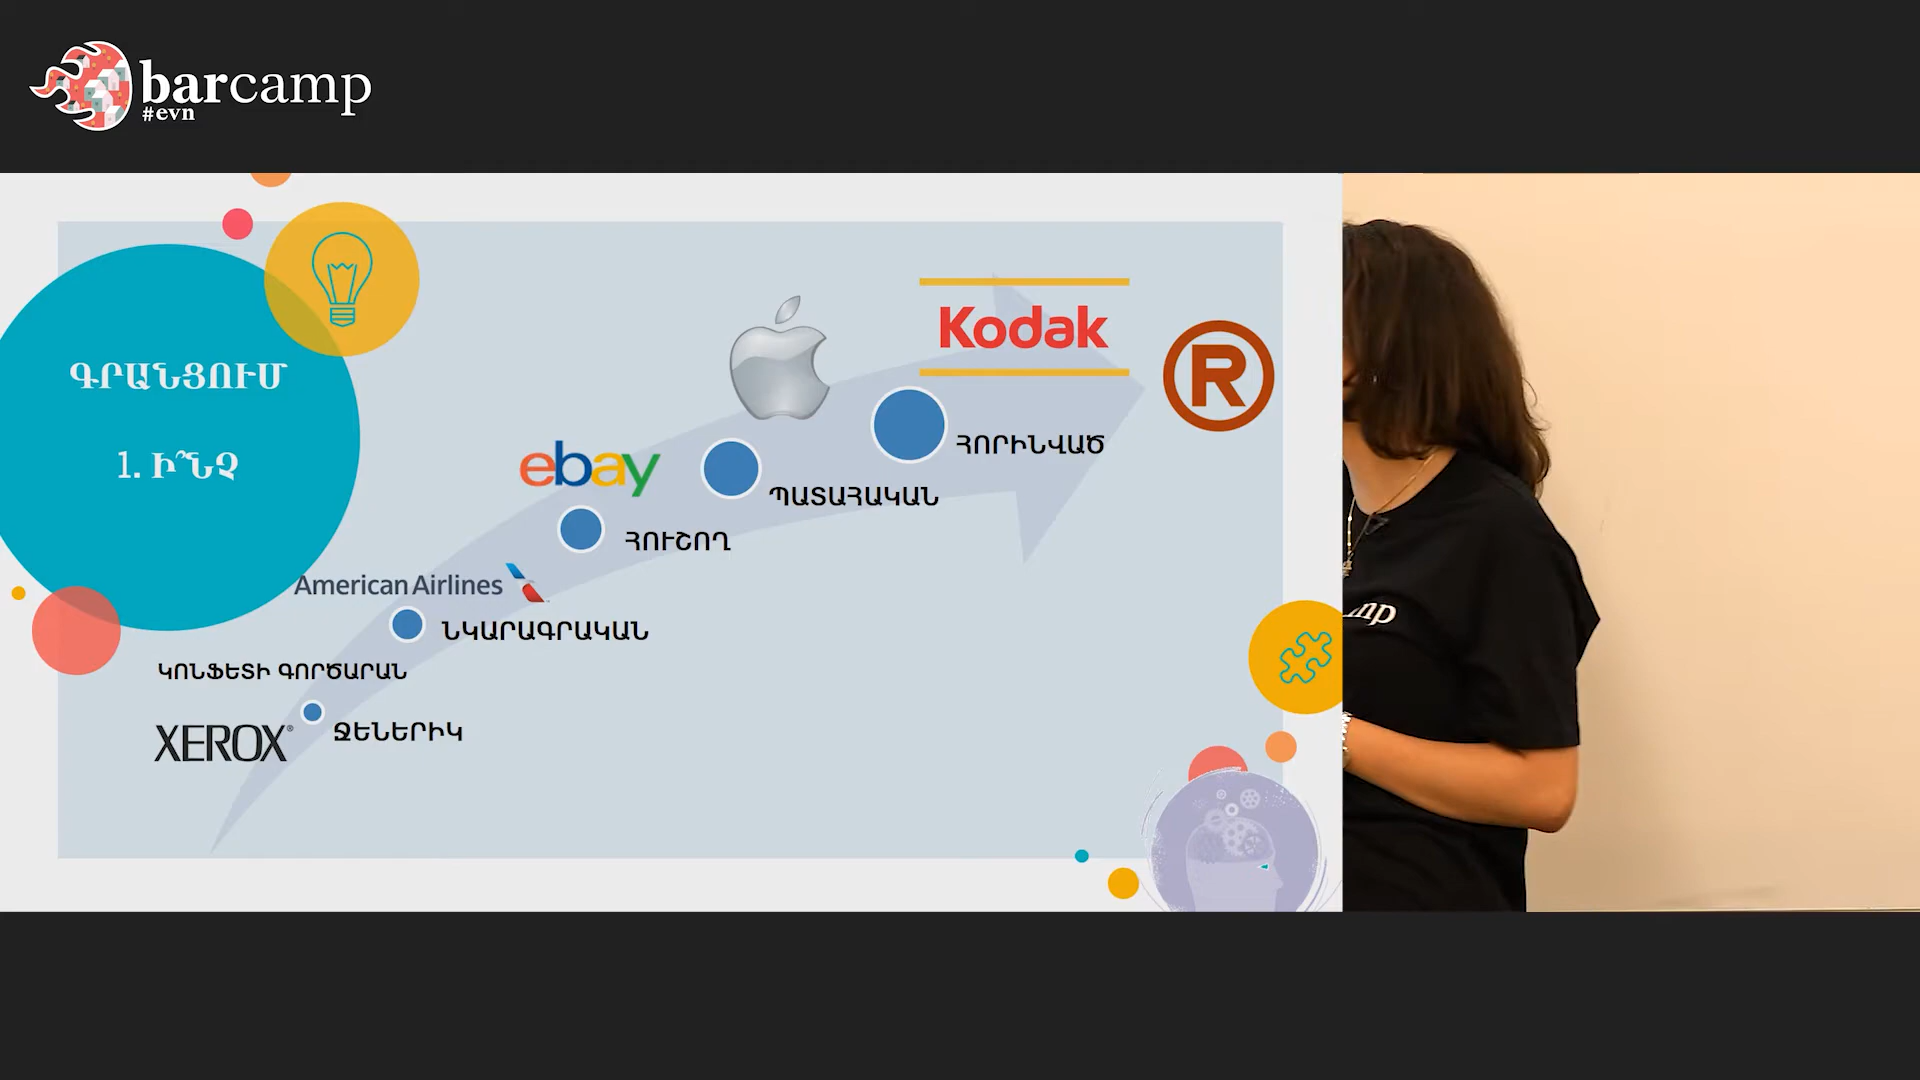 barcamp
#evn
ԳՐԱՆՑՈՒՄ
1. Ի՞ՆՉ
Kodak
®
ՀՈՐԻՆՎԱԾ
ebay
ՊԱՏԱՀԱԿԱՆ
ՀՈՒՇՈՂ
American Airlines
ՆԿԱՐԱԳՐԱԿԱՆ
ԿՈՆՖԵՏԻ ԳՈՐԾԱՐԱՆ
XEROX®
ՋԵՆԵՐԻԿ